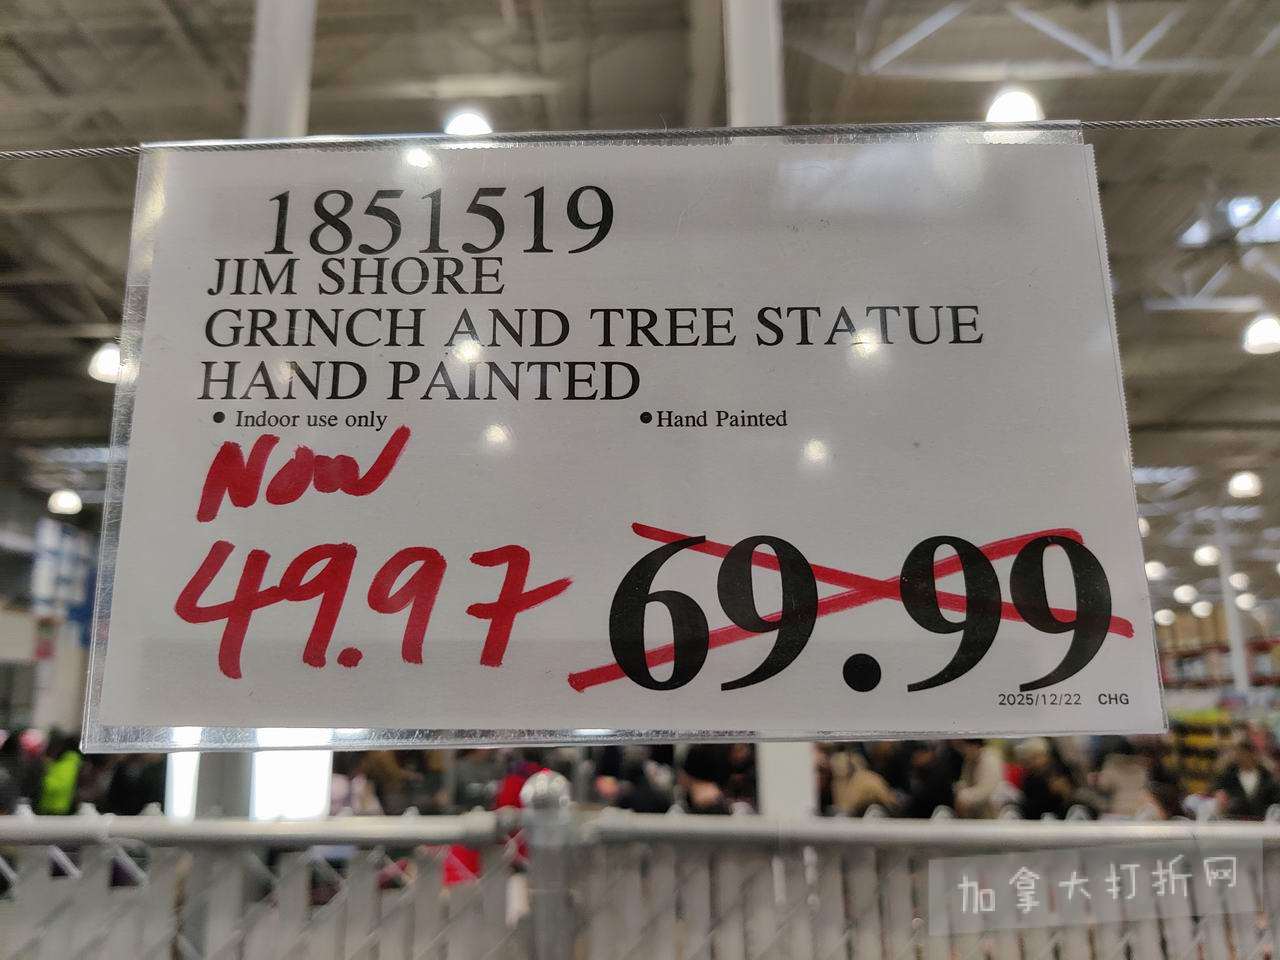 1851519
JIM SHORE
GRINCH AND TREE STATUE
HAND PAINTED
• Indoor use only •Hand Painted
Now
49.97 69.99
2025/12/22 CHG
加拿大打折网